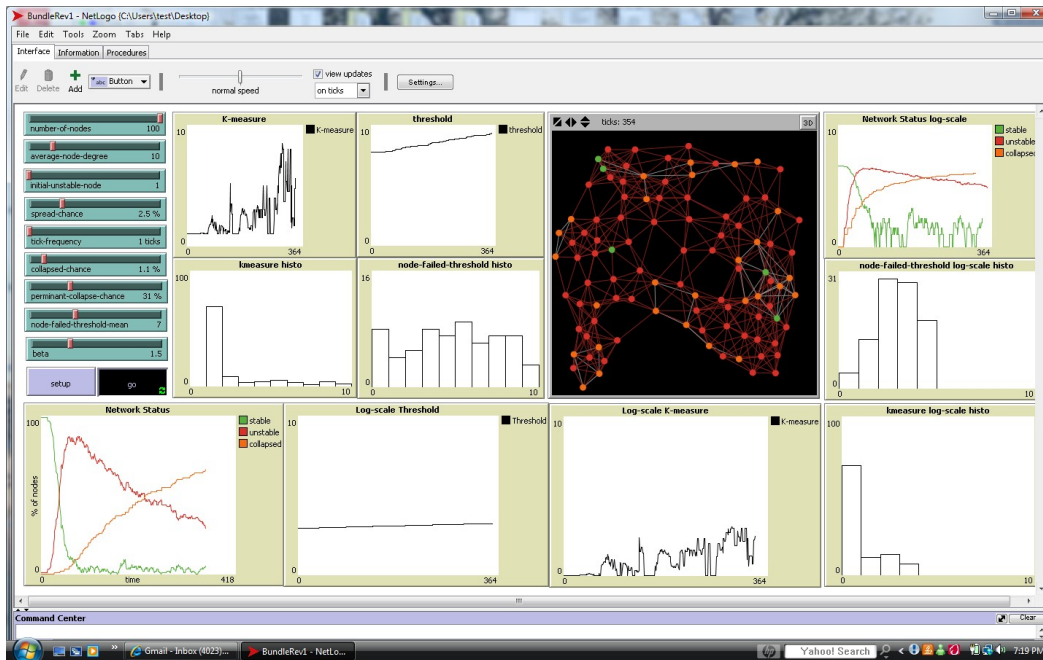 BundleRev1 - NetLogo {C:\Users\test\Desktop}
File Edit Tools Zoom Tabs Help
Interface Information Procedures
Edit Delete Add abc Button normal speed view updates on ticks Settings...
number-of-nodes 100
average-node-degree 10
initial-unstable-node 1
spread-chance 2.5 %
tick-frequency 1 ticks
collapsed-chance 1.1 %
perminant-collapse-chance 31 %
node-failed-threshold-mean 7
beta 1.5
setup go
K-measure
10
K-measure
0
0 364
threshold
10
threshold
0
0 364
ticks: 354 3D
Network Status log-scale
10
stable
unstable
collapsed
0
0 364
kmeasure histo
100
0
0 10
node-failed-threshold histo
16
0
0 10
node-failed-threshold log-scale histo
31
0
0 10
Network Status
100
stable
unstable
collapsed
% of nodes
0
0 time 418
Log-scale Threshold
10
Threshold
0
0 364
Log-scale K-measure
10
K-measure
0
0 364
kmeasure log-scale histo
100
0
0 10
Command Center Clear
Gmail - Inbox (4023)... BundleRev1 - NetLo... hp Yahoo! Search 7:19 PM